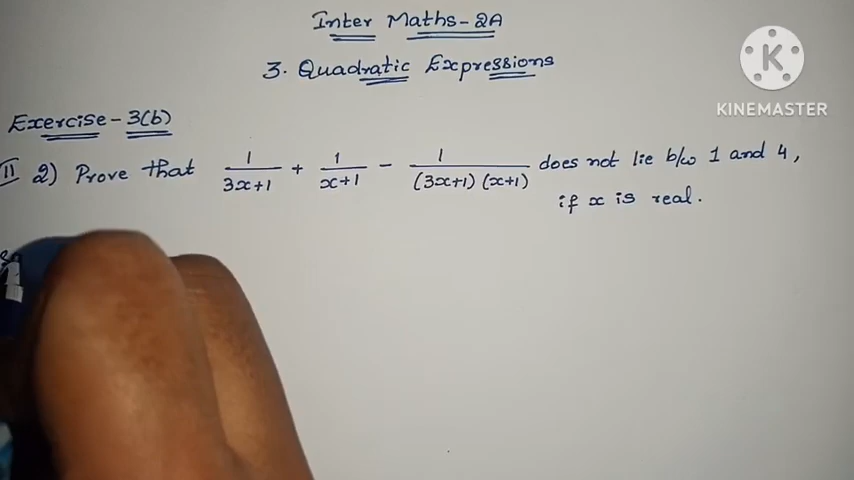 Inter Maths-2A
3. Quadratic Expressions
K
KINEMASTER
Exercise-3(b)
II 2) Prove that 1/3x+1 + 1/x+1 - 1/(3x+1)(x+1) does not lie b/w 1 and 4,
if x is real.